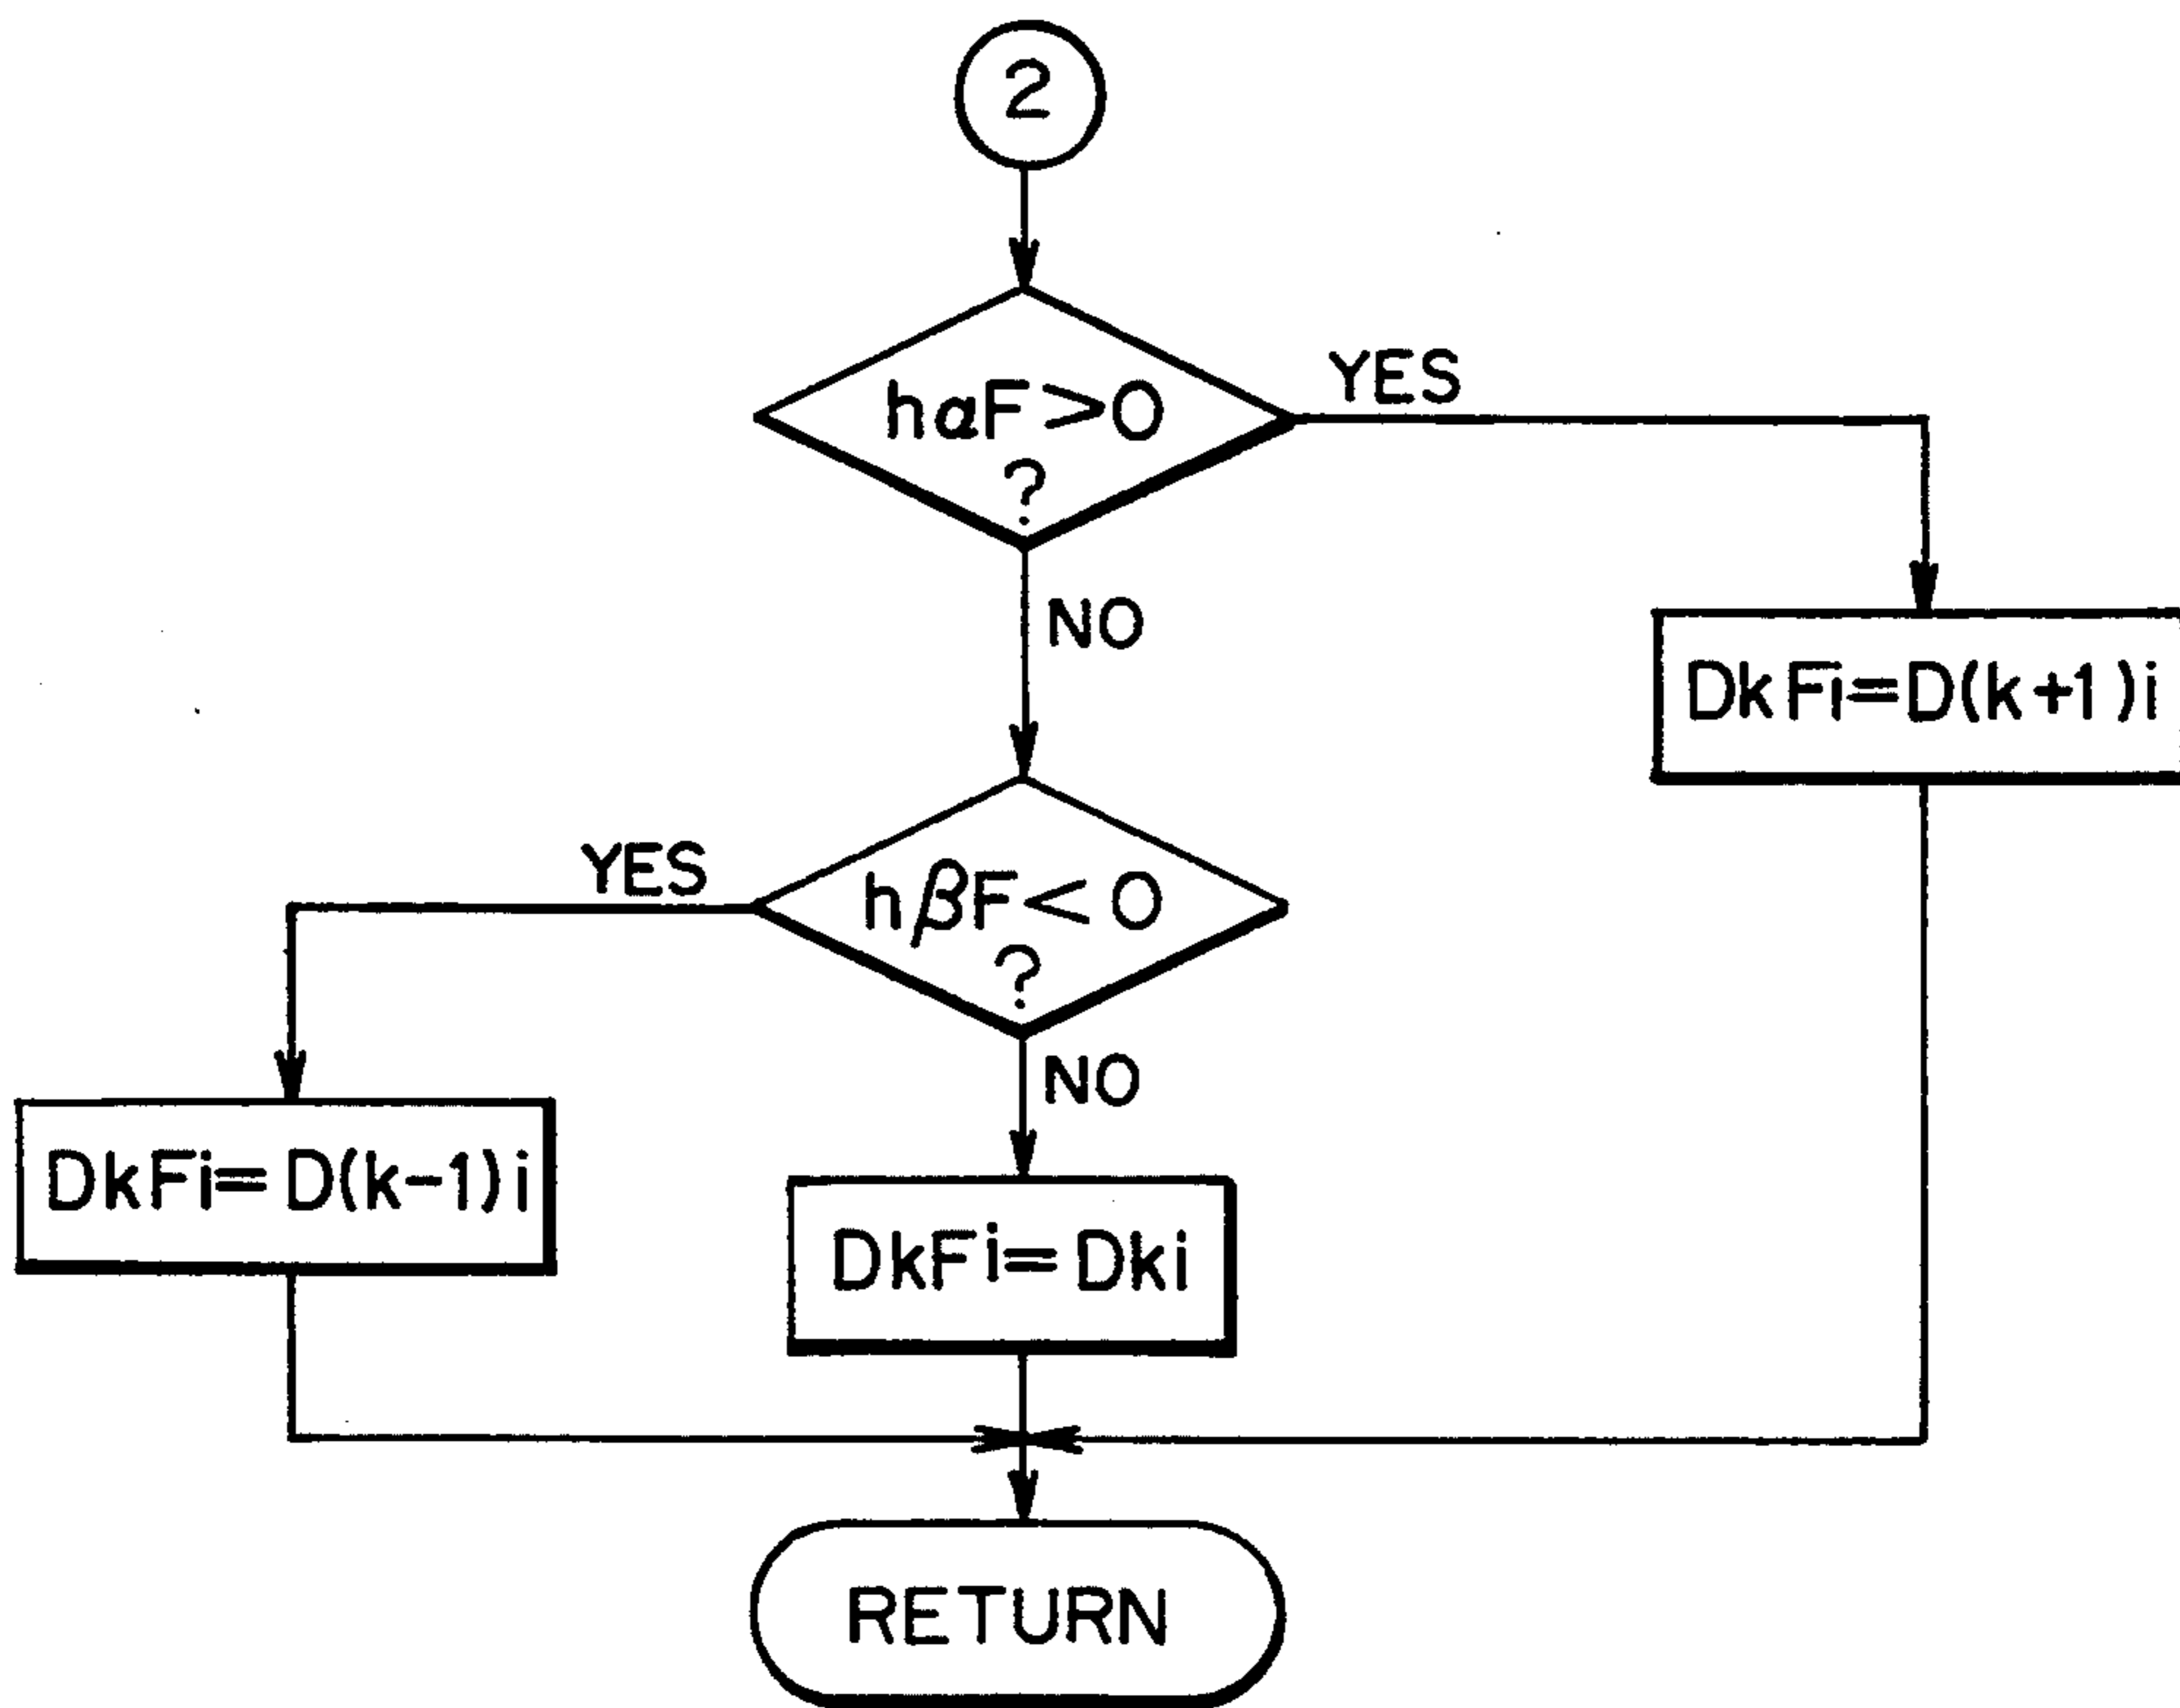 2
hαF>0
?
YES
NO
DkFi=D(k+1)i
YES
hβF<0
?
NO
DkFi=D(k-1)i
DkFi=Dki
RETURN